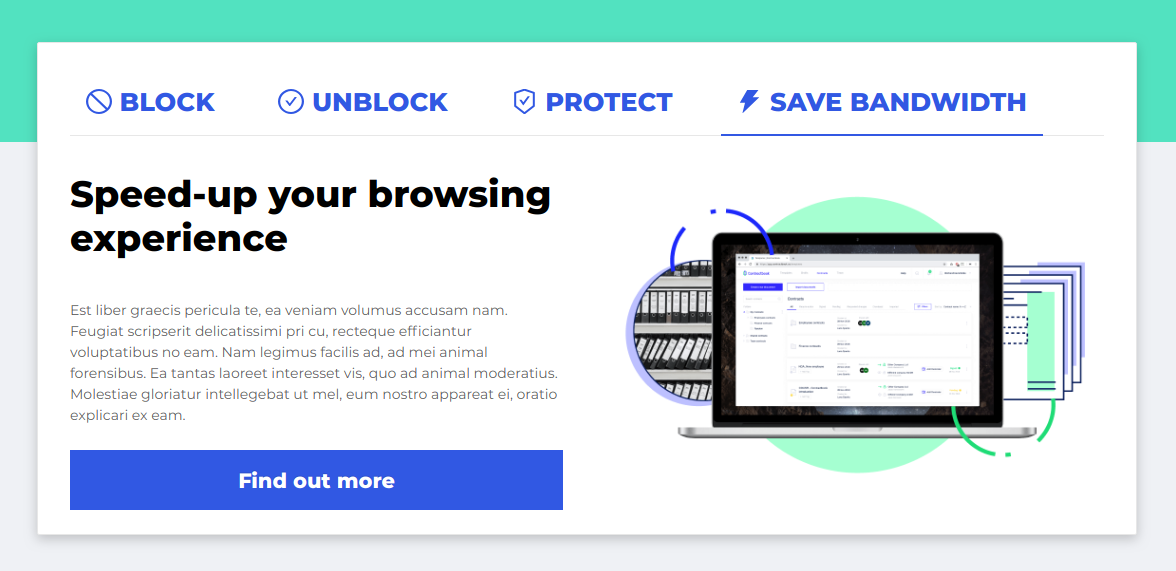 BLOCK
UNBLOCK
PROTECT
SAVE BANDWIDTH
Speed-up your browsing
experience
Est liber graecis pericula te, ea veniam volumus accusam nam.
Feugiat scripserit delicatissimi pri cu, recteque efficiantur
voluptatibus no eam. Nam legimus facilis ad, ad mei animal
forensibus. Ea tantas laoreet interesset vis, quo ad animal moderatius.
Molestiae gloriatur intellegebat ut mel, eum nostro appareat ei, oratio
explicari ex eam.
Find out more